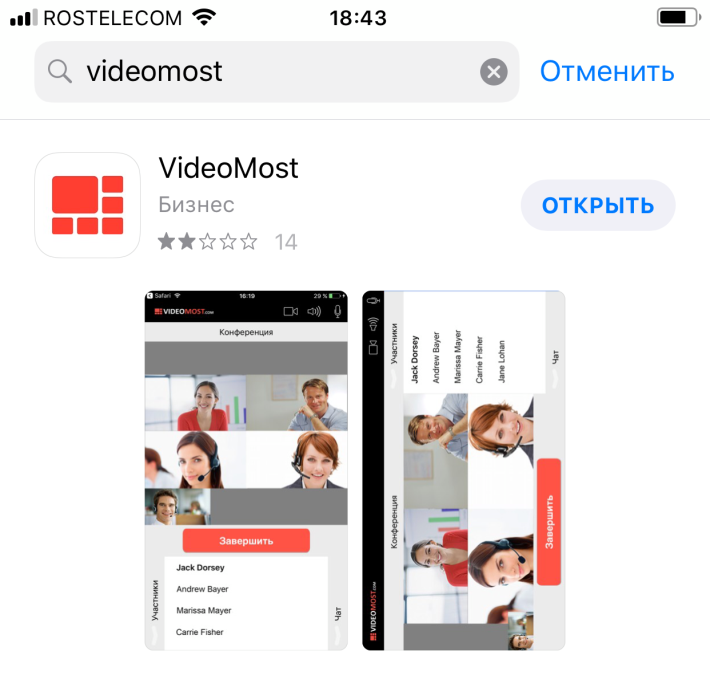 ROSTELECOM 18:43
videomost Отменить
VideoMost
Бизнес
ОТКРЫТЬ
14
Safari 16:19 29 %
VIDEOMOST.COM
Конференция
Завершить
Jack Dorsey
Andrew Bayer
Marissa Mayer
Carrie Fisher
Участники
Чат
Участники
Jack Dorsey
Andrew Bayer
Marissa Mayer
Carrie Fisher
Jane Lohan
Чат
Конференция
Завершить
VIDEOMOST.COM